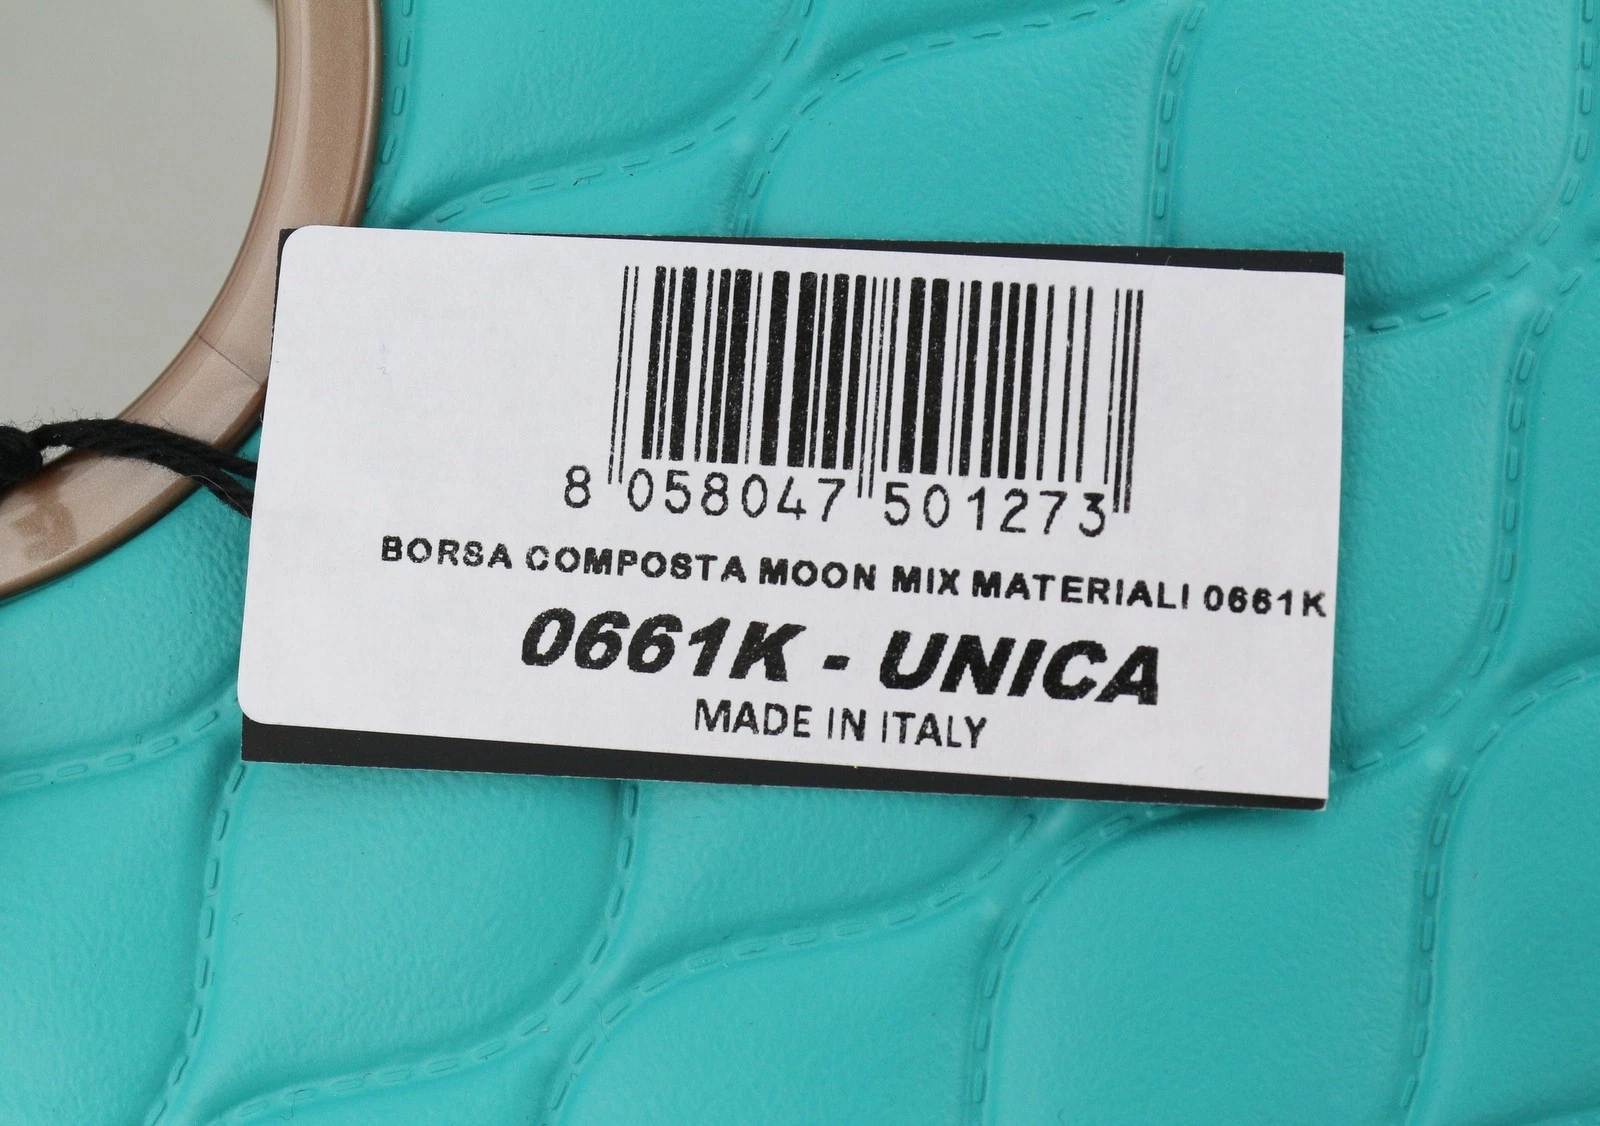 8 058047 501273
BORSA COMPOSTA MOON MIX MATERIALI 0661K
0661K - UNICA
MADE IN ITALY